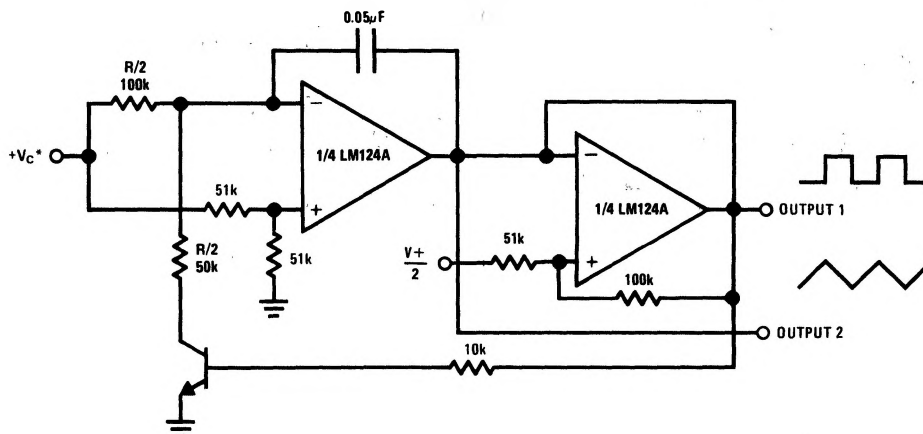 0.05μF
R/2
100k
+VC*
1/4 LM124A
51k
51k
R/2
50k
V+
2
51k
1/4 LM124A
100k
OUTPUT 1
OUTPUT 2
10k
−
+
−
+